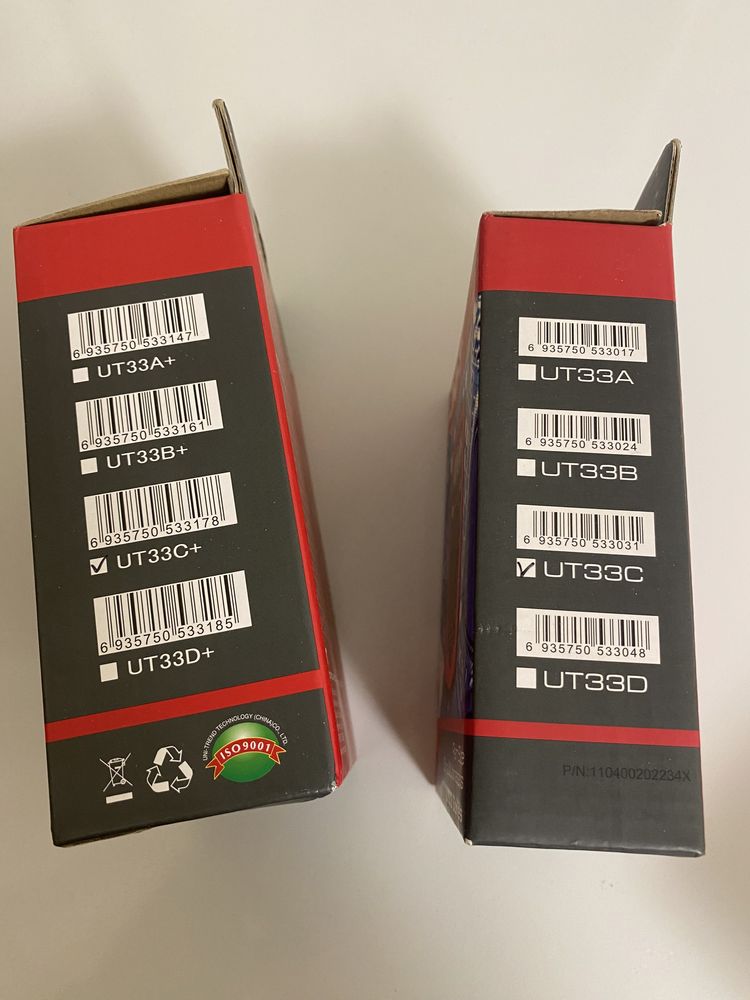 6 935750 533147
UT33A+
6 935750 533161
UT33B+
6 935750 533178
UT33C+
6 935750 533185
UT33D+
UNI-TREND TECHNOLOGY (CHINA)CO., LTD.
ISO9001
6 935750 533017
UT33A
6 935750 533024
UT33B
6 935750 533031
UT33C
6 935750 533048
UT33D
P/N:110400202234X